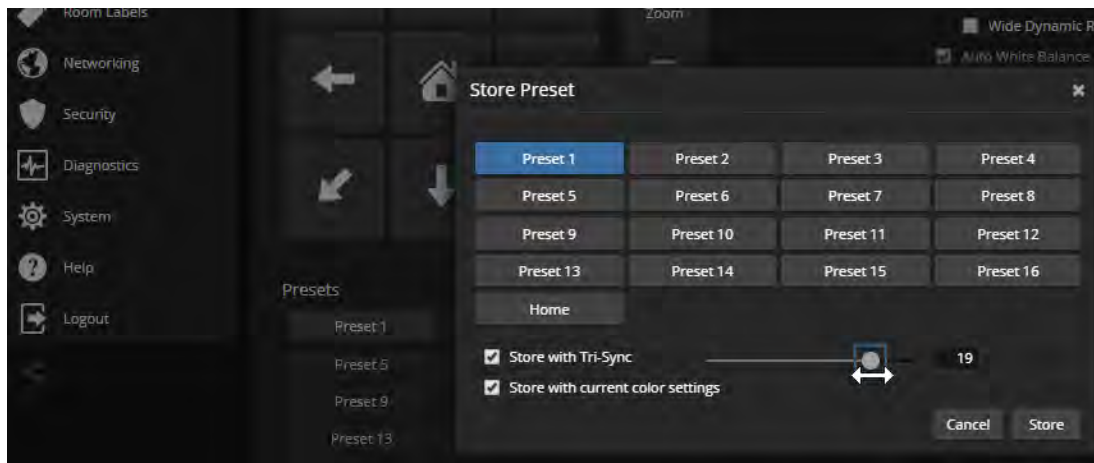 Room Labels
Networking
Security
Diagnostics
System
Help
Logout
Zoom
Wide Dynamic R
Auto White Balance
Store Preset
Preset 1 Preset 2 Preset 3 Preset 4
Preset 5 Preset 6 Preset 7 Preset 8
Preset 9 Preset 10 Preset 11 Preset 12
Preset 13 Preset 14 Preset 15 Preset 16
Home
Store with Tri-Sync 19
Store with current color settings
Cancel Store
Presets
Preset 1
Preset 5
Preset 9
Preset 13